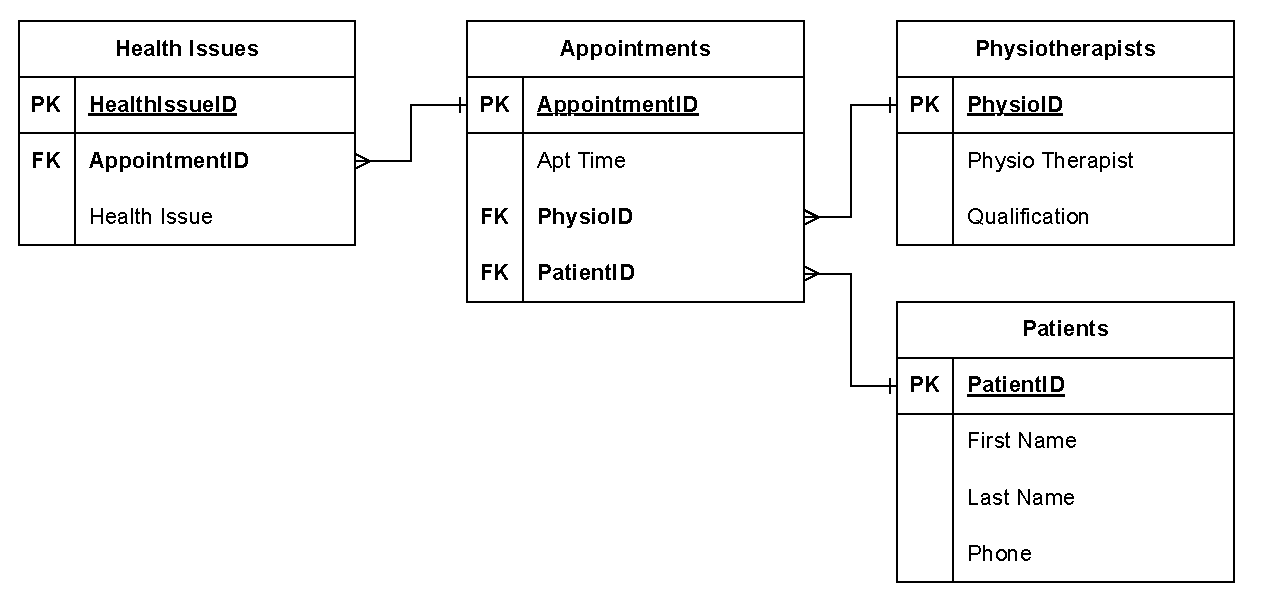 Health Issues
PK HealthIssueID
FK AppointmentID
Health Issue
Appointments
PK AppointmentID
Apt Time
FK PhysioID
FK PatientID
Physiotherapists
PK PhysioID
Physio Therapist
Qualification
Patients
PK PatientID
First Name
Last Name
Phone